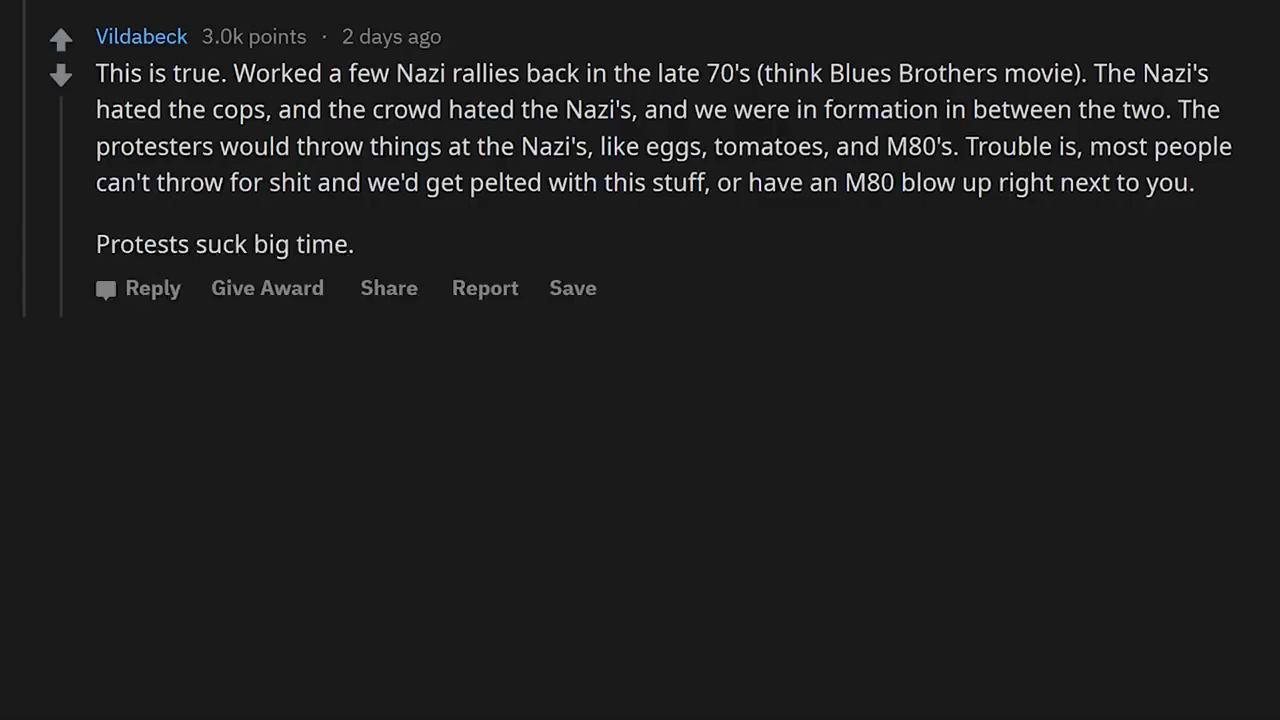 Vildabeck 3.0k points · 2 days ago
This is true. Worked a few Nazi rallies back in the late 70's (think Blues Brothers movie). The Nazi's
hated the cops, and the crowd hated the Nazi's, and we were in formation in between the two. The
protesters would throw things at the Nazi's, like eggs, tomatoes, and M80's. Trouble is, most people
can't throw for shit and we'd get pelted with this stuff, or have an M80 blow up right next to you.
Protests suck big time.
Reply Give Award Share Report Save